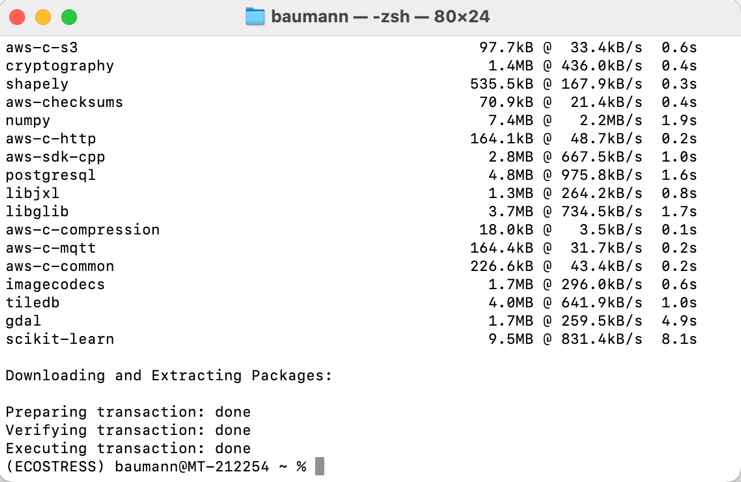 baumann — -zsh — 80×24
aws-c-s3 97.7kB @ 33.4kB/s 0.6s
cryptography 1.4MB @ 436.0kB/s 0.4s
shapely 535.5kB @ 167.9kB/s 0.3s
aws-checksums 70.9kB @ 21.4kB/s 0.4s
numpy 7.4MB @ 2.2MB/s 1.9s
aws-c-http 164.1kB @ 48.7kB/s 0.2s
aws-sdk-cpp 2.8MB @ 667.5kB/s 1.0s
postgresql 4.8MB @ 975.8kB/s 1.6s
libjxl 1.3MB @ 264.2kB/s 0.8s
libglib 3.7MB @ 734.5kB/s 1.7s
aws-c-compression 18.0kB @ 3.5kB/s 0.1s
aws-c-mqtt 164.4kB @ 31.7kB/s 0.2s
aws-c-common 226.6kB @ 43.4kB/s 0.2s
imagecodecs 1.7MB @ 296.0kB/s 0.6s
tiledb 4.0MB @ 641.9kB/s 1.0s
gdal 1.7MB @ 259.5kB/s 4.9s
scikit-learn 9.5MB @ 831.4kB/s 8.1s
Downloading and Extracting Packages:
Preparing transaction: done
Verifying transaction: done
Executing transaction: done
(ECOSTRESS) baumann@MT-212254 ~ %